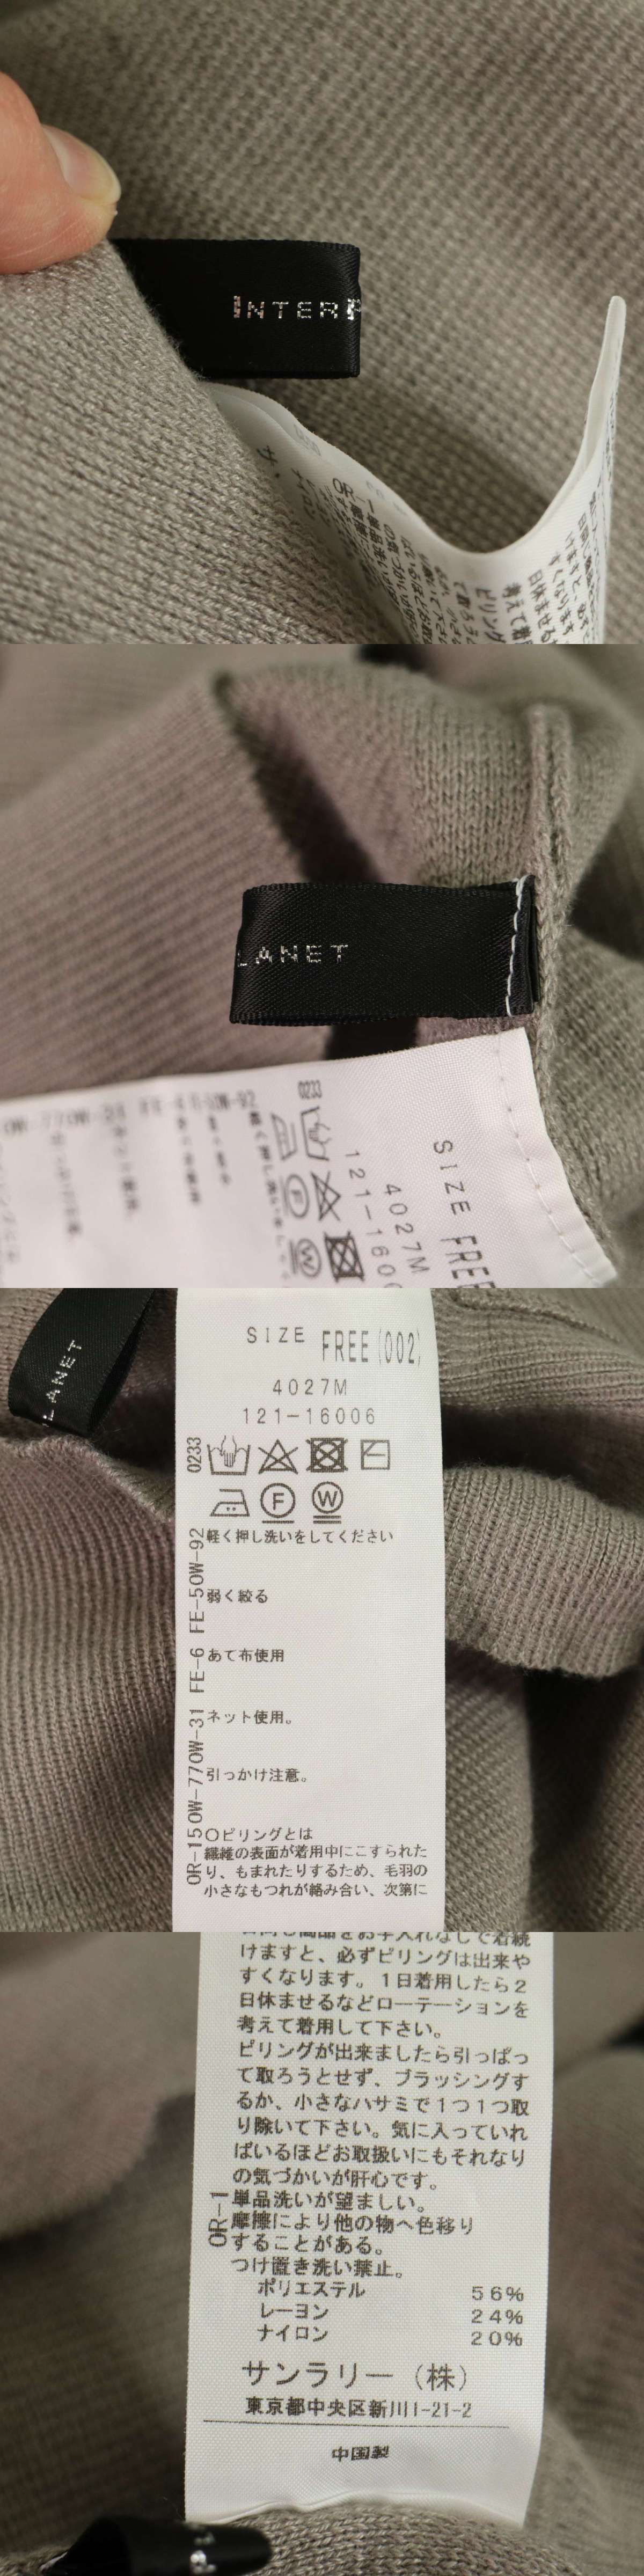 INTERP
OR-1
考えて着
ピリング
LANET
0233
SIZE FREE
4027M
121-1600
F
W
SIZE FREE(002)
4027M
121-16006
0233
F
W
軽く押し洗いをしてください
弱く絞る
あて布使用
ネット使用。
引っかけ注意。
OR-150W-770W-31 FE-6 FE-50W-92
〇ピリングとは
繊維の表面が着用中にこすられた
り、もまれたりするため、毛羽の
小さなもつれが絡み合い、次第に
LANET
けますと、必ずピリングは出来や
すくなります。1日着用したら2
日休ませるなどローテーションを
考えて着用して下さい。
ピリングが出来ましたら引っぱっ
て取ろうとせず、ブラッシングす
るか、小さなハサミで1つ1つ取
り除いて下さい。気に入っていれ
ばいるほどお取扱いにもそれなり
の気づかいが肝心です。
OR-1
単品洗いが望ましい。
摩擦により他の物へ色移り
することがある。
つけ置き洗い禁止。
ポリエステル 56%
レーヨン 24%
ナイロン 20%
サンラリー(株)
東京都中央区新川1-21-2
中国製